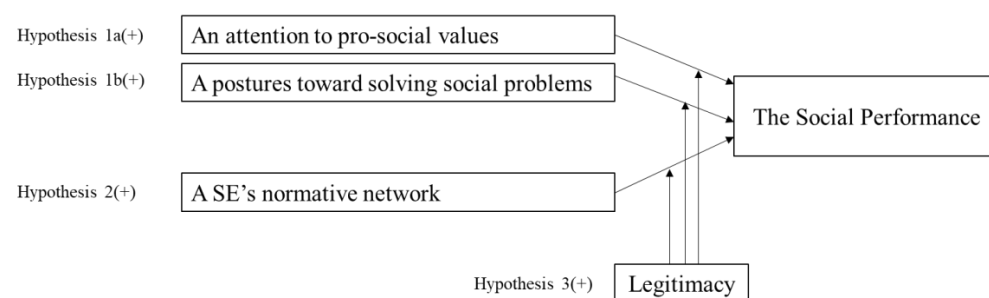 Hypothesis 1a(+) An attention to pro-social values
Hypothesis 1b(+) A postures toward solving social problems
The Social Performance
Hypothesis 2(+) A SE's normative network
Hypothesis 3(+) Legitimacy